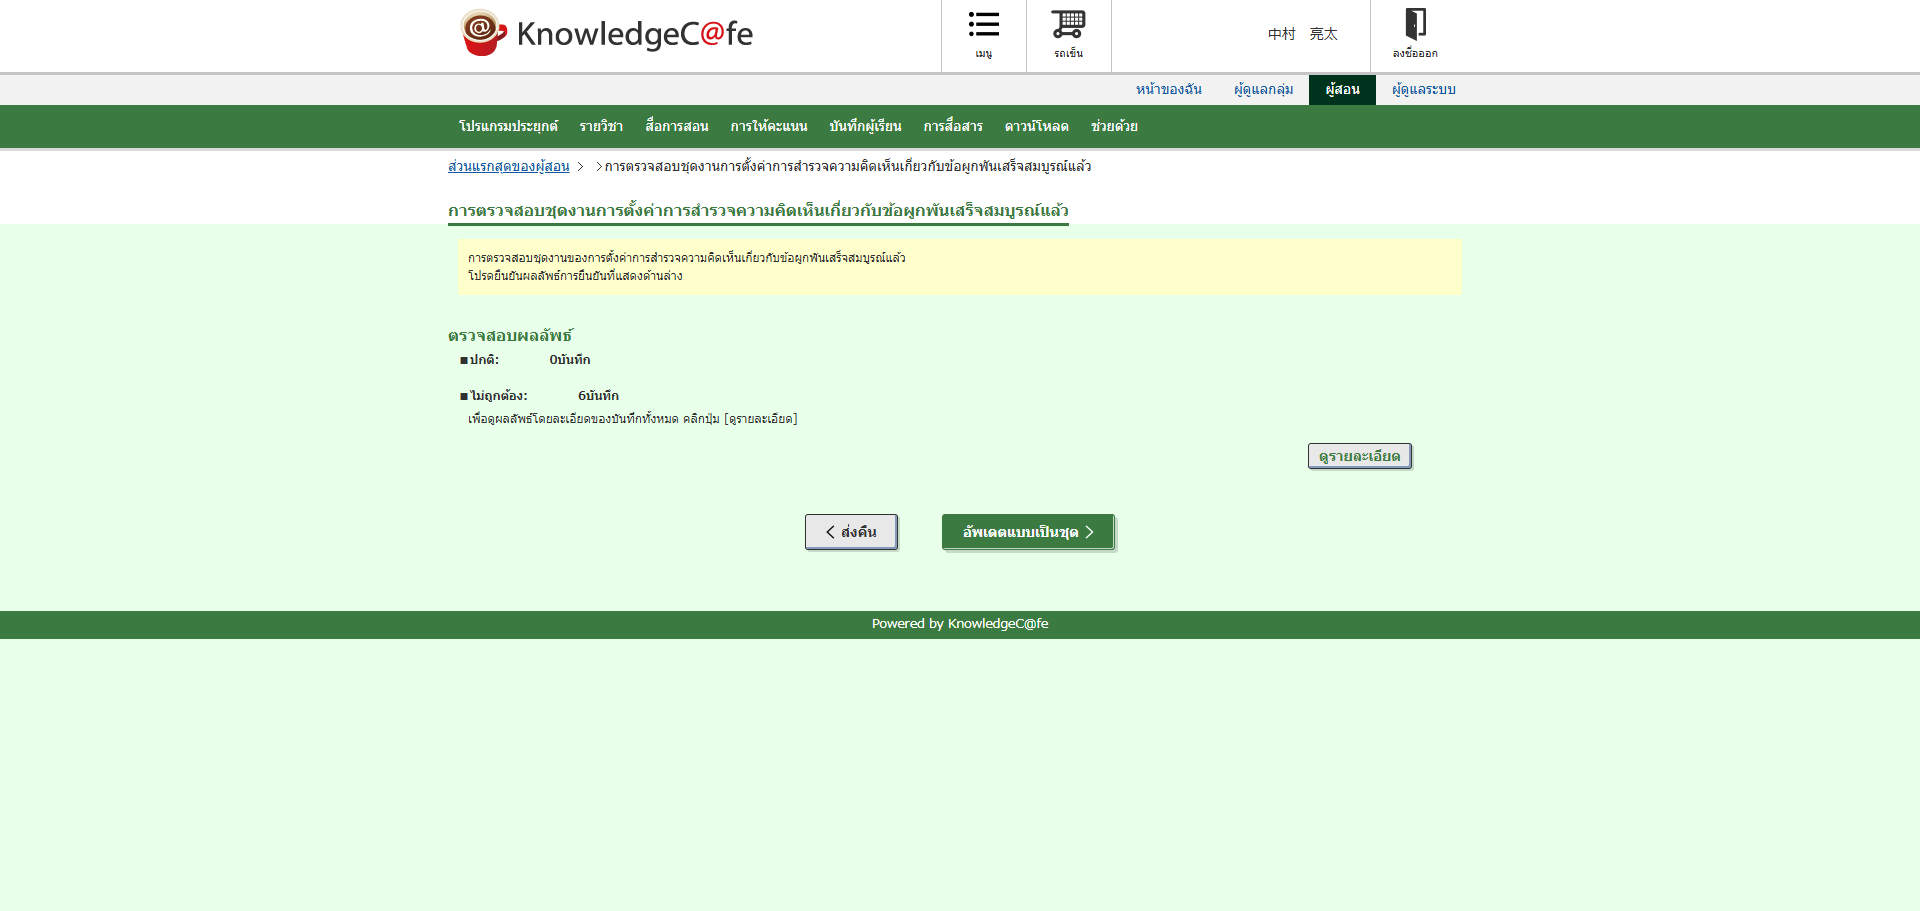 KnowledgeC@fe
เมนู
รถเข็น
中村　亮太
ลงชื่อออก
หน้าของฉัน ผู้ดูแลกลุ่ม ผู้สอน ผู้ดูแลระบบ
โปรแกรมประยุกต์ รายวิชา สื่อการสอน การให้คะแนน บันทึกผู้เรียน การสื่อสาร ดาวน์โหลด ช่วยด้วย
ส่วนแรกสุดของผู้สอน > >การตรวจสอบชุดงานการตั้งค่าการสำรวจความคิดเห็นเกี่ยวกับข้อผูกพันเสร็จสมบูรณ์แล้ว
การตรวจสอบชุดงานการตั้งค่าการสำรวจความคิดเห็นเกี่ยวกับข้อผูกพันเสร็จสมบูรณ์แล้ว
การตรวจสอบชุดงานของการตั้งค่าการสำรวจความคิดเห็นเกี่ยวกับข้อผูกพันเสร็จสมบูรณ์แล้ว
โปรดยืนยันผลลัพธ์การยืนยันที่แสดงด้านล่าง
ตรวจสอบผลลัพธ์
■ปกติ: 0บันทึก
■ไม่ถูกต้อง: 6บันทึก
เพื่อดูผลลัพธ์โดยละเอียดของบันทึกทั้งหมด คลิกปุ่ม [ดูรายละเอียด]
ดูรายละเอียด
< ส่งคืน
อัพเดตแบบเป็นชุด >
Powered by KnowledgeC@fe